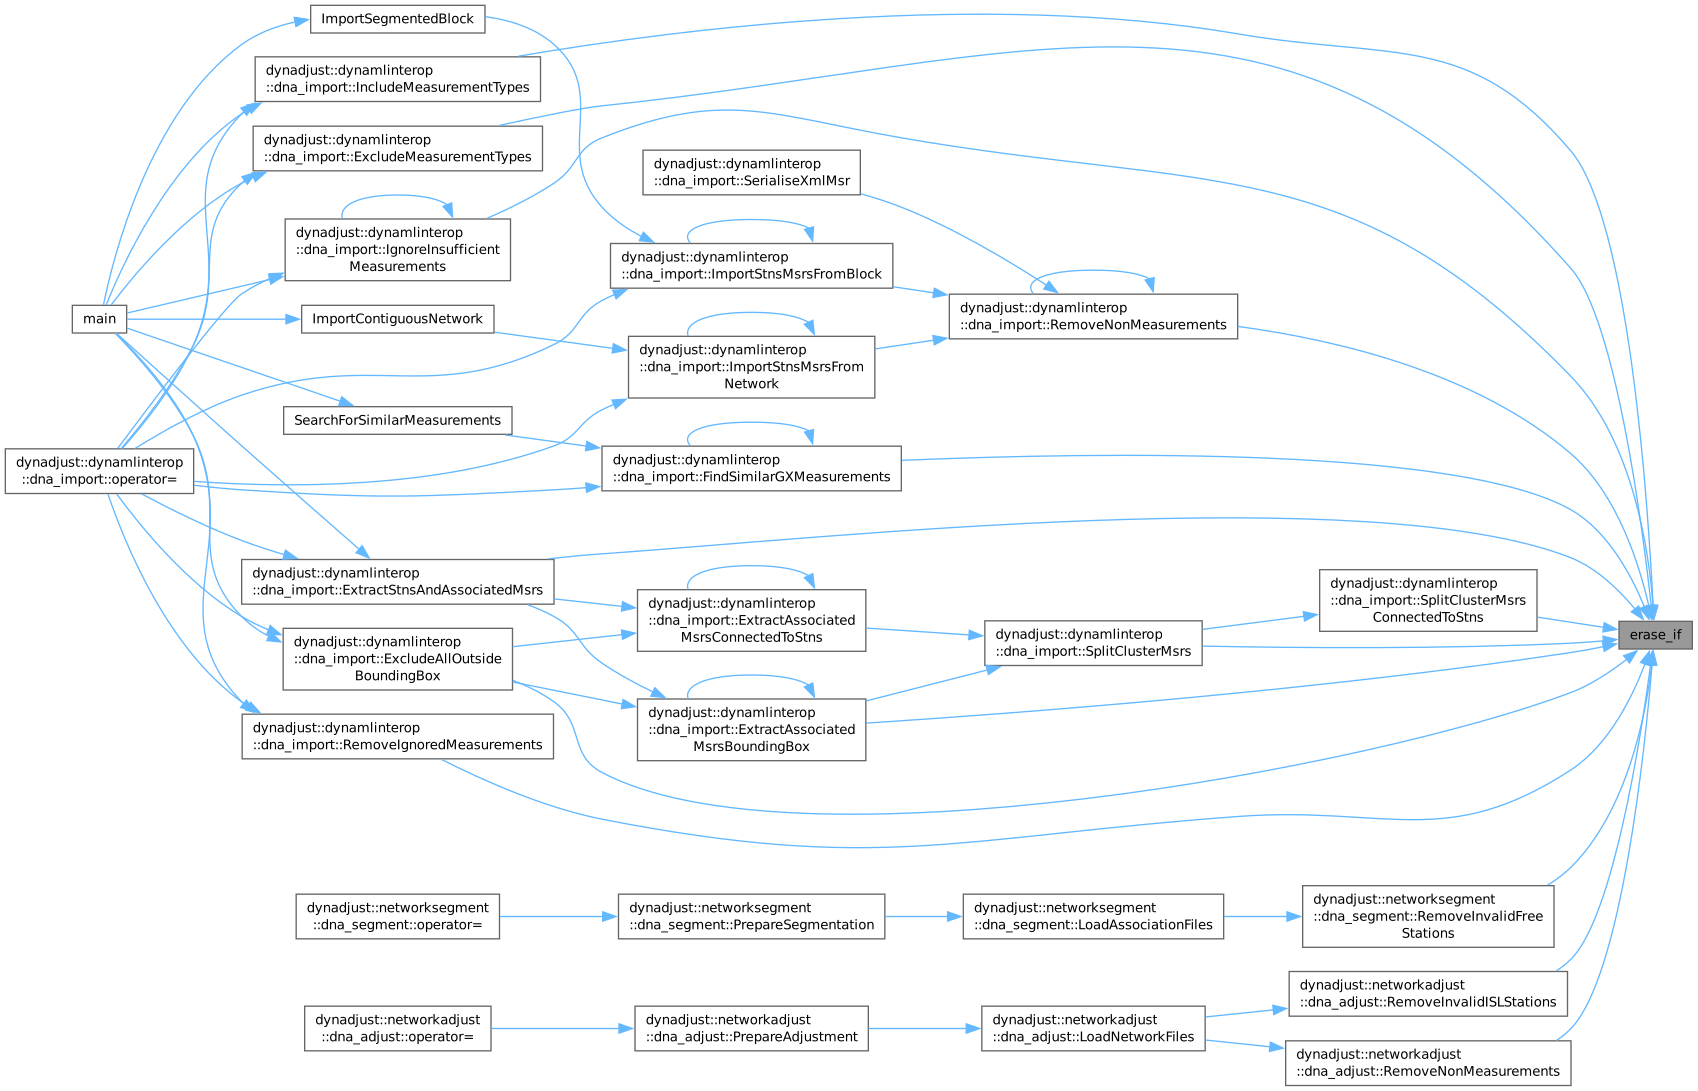 ImportSegmentedBlock
dynadjust::dynamlinterop
::dna_import::IncludeMeasurementTypes
dynadjust::dynamlinterop
::dna_import::ExcludeMeasurementTypes
dynadjust::dynamlinterop
::dna_import::SerialiseXmlMsr
dynadjust::dynamlinterop
::dna_import::IgnoreInsufficient
Measurements
dynadjust::dynamlinterop
::dna_import::ImportStnsMsrsFromBlock
dynadjust::dynamlinterop
::dna_import::RemoveNonMeasurements
main
ImportContiguousNetwork
dynadjust::dynamlinterop
::dna_import::ImportStnsMsrsFrom
Network
SearchForSimilarMeasurements
dynadjust::dynamlinterop
::dna_import::operator=
dynadjust::dynamlinterop
::dna_import::FindSimilarGXMeasurements
dynadjust::dynamlinterop
::dna_import::ExtractStnsAndAssociatedMsrs
dynadjust::dynamlinterop
::dna_import::ExtractAssociated
MsrsConnectedToStns
dynadjust::dynamlinterop
::dna_import::SplitClusterMsrs
ConnectedToStns
erase_if
dynadjust::dynamlinterop
::dna_import::SplitClusterMsrs
dynadjust::dynamlinterop
::dna_import::ExcludeAllOutside
BoundingBox
dynadjust::dynamlinterop
::dna_import::ExtractAssociated
MsrsBoundingBox
dynadjust::dynamlinterop
::dna_import::RemoveIgnoredMeasurements
dynadjust::networksegment
::dna_segment::operator=
dynadjust::networksegment
::dna_segment::PrepareSegmentation
dynadjust::networksegment
::dna_segment::LoadAssociationFiles
dynadjust::networksegment
::dna_segment::RemoveInvalidFree
Stations
dynadjust::networkadjust
::dna_adjust::RemoveInvalidISLStations
dynadjust::networkadjust
::dna_adjust::operator=
dynadjust::networkadjust
::dna_adjust::PrepareAdjustment
dynadjust::networkadjust
::dna_adjust::LoadNetworkFiles
dynadjust::networkadjust
::dna_adjust::RemoveNonMeasurements